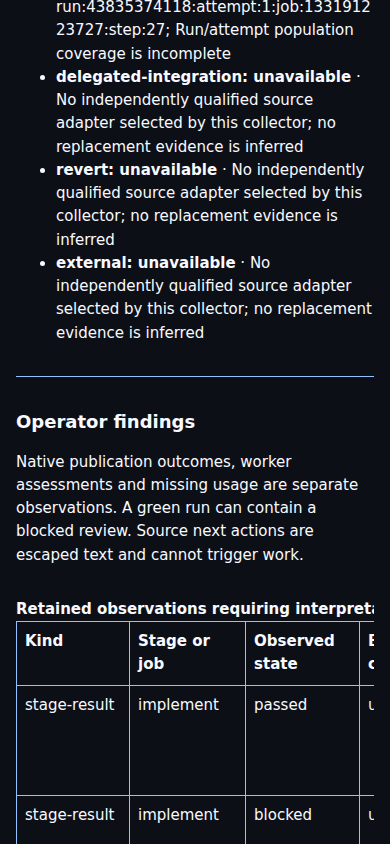 run:43835374118:attempt:1:job:1331912
23727:step:27; Run/attempt population
coverage is incomplete
• delegated-integration: unavailable ·
No independently qualified source
adapter selected by this collector; no
replacement evidence is inferred
• revert: unavailable · No independently
qualified source adapter selected by this
collector; no replacement evidence is
inferred
• external: unavailable · No
independently qualified source adapter
selected by this collector; no replacement
evidence is inferred
Operator findings
Native publication outcomes, worker
assessments and missing usage are separate
observations. A green run can contain a
blocked review. Source next actions are
escaped text and cannot trigger work.
Retained observations requiring
Kind
Stage or
job
Observed
state
stage-result
implement
passed
stage-result
implement
blocked